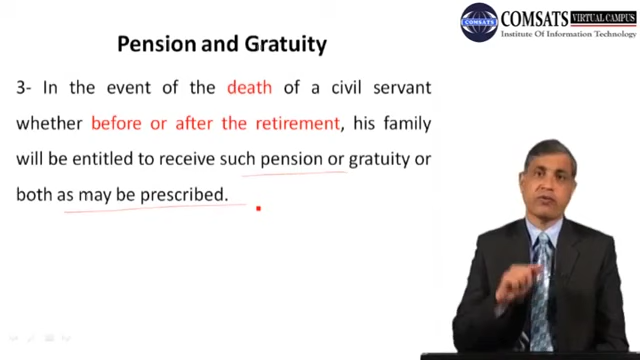 COMSATS VIRTUAL CAMPUS
Institute Of Information Technology
COMSATS
Pension and Gratuity
3- In the event of the death of a civil servant
whether before or after the retirement, his family
will be entitled to receive such pension or gratuity or
both as may be prescribed.